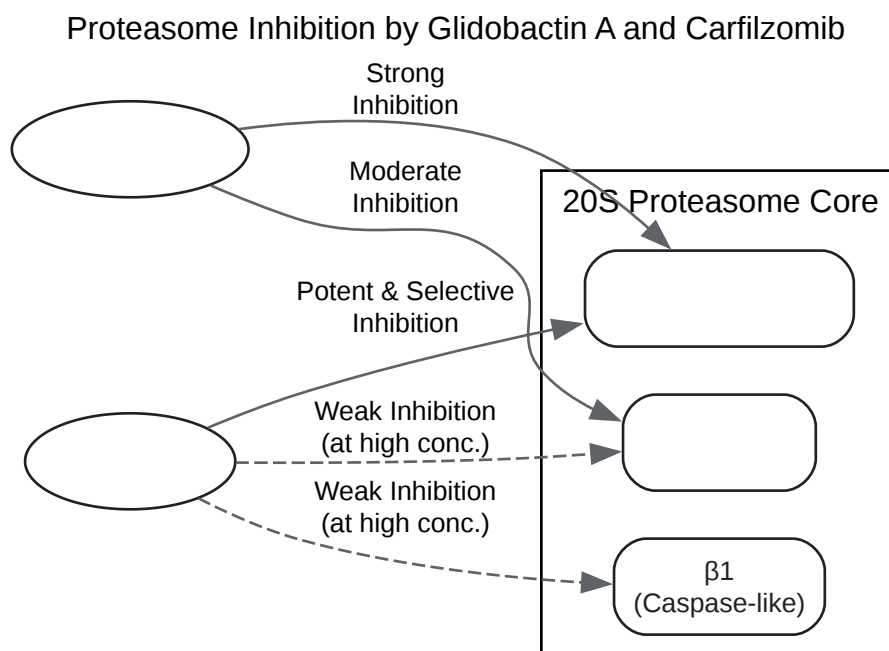 Proteasome Inhibition by Glidobactin A and Carfilzomib
Strong
Inhibition
Moderate
Inhibition
20S Proteasome Core
Potent & Selective
Inhibition
Weak Inhibition
(at high conc.)
Weak Inhibition
(at high conc.)
β1
(Caspase-like)